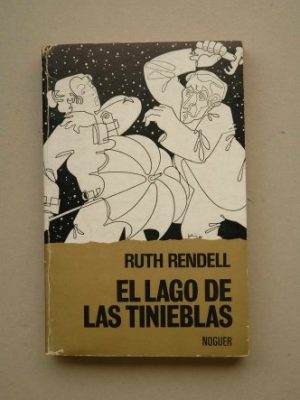 RUTH RENDELL
EL LAGO DE
LAS TINIEBLAS
NOGUER